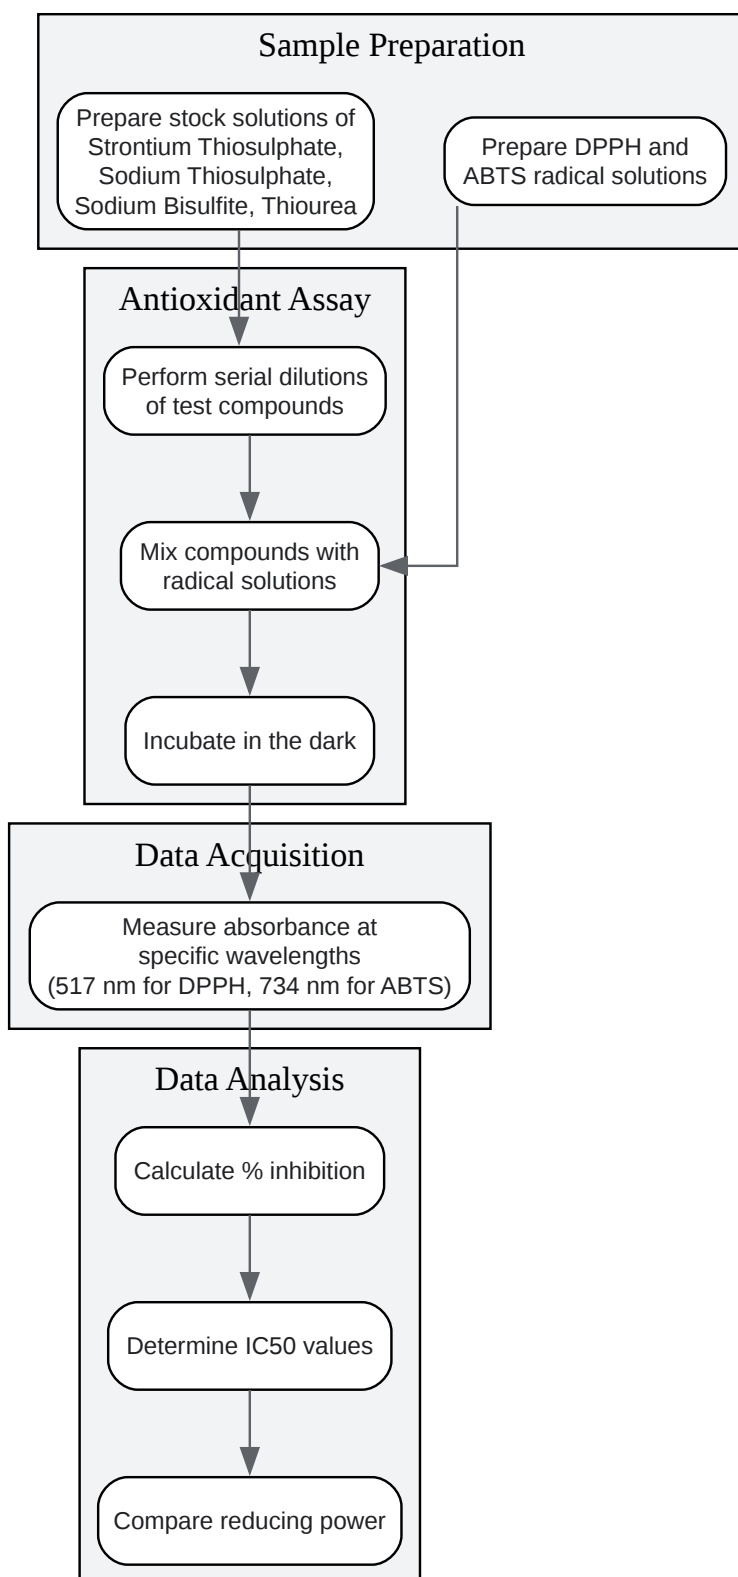 Sample Preparation
Prepare stock solutions of
Strontium Thiosulphate,
Sodium Thiosulphate,
Sodium Bisulfite, Thiourea
Prepare DPPH and
ABTS radical solutions
Antioxidant Assay
Perform serial dilutions
of test compounds
Mix compounds with
radical solutions
Incubate in the dark
Data Acquisition
Measure absorbance at
specific wavelengths
(517 nm for DPPH, 734 nm for ABTS)
Data Analysis
Calculate % inhibition
Determine IC50 values
Compare reducing power